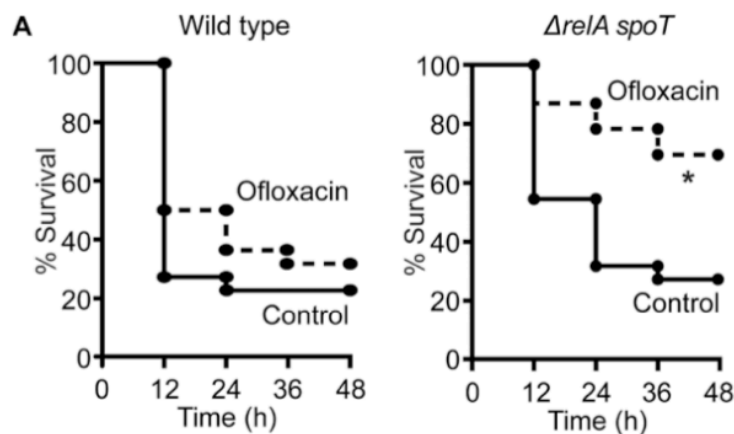 A
Wild type
100
80
60
40
20
0
% Survival
Ofloxacin
Control
0 12 24 36 48
Time (h)
ΔrelA spoT
100
80
60
40
20
0
% Survival
Ofloxacin
*
Control
0 12 24 36 48
Time (h)